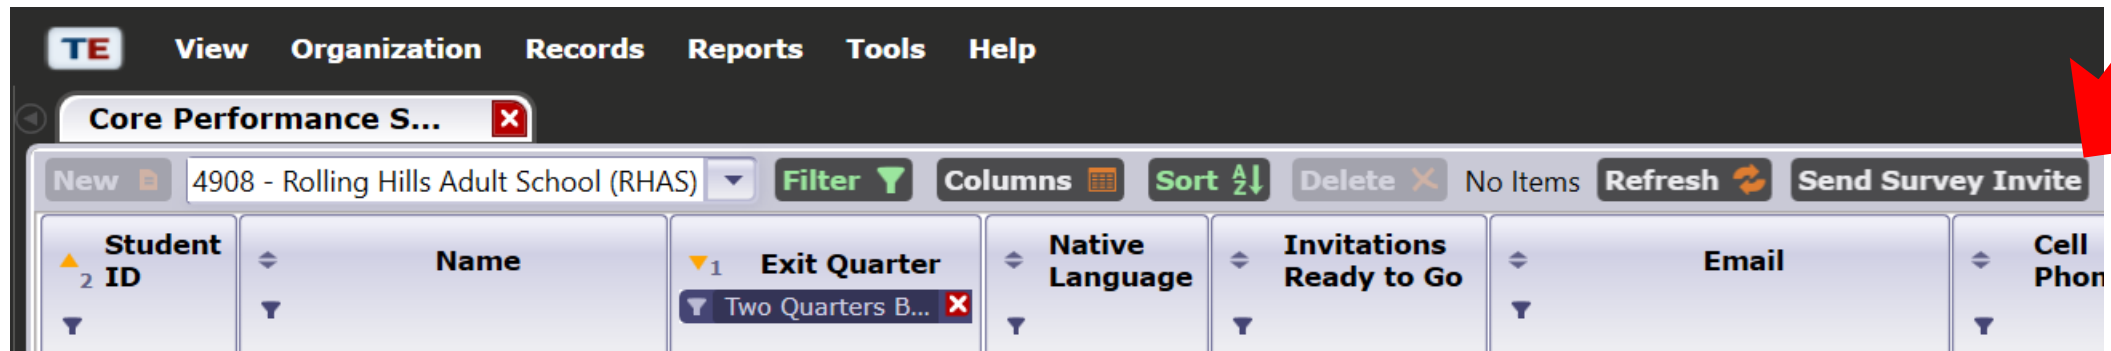 TE View Organization Records Reports Tools Help
Core Performance S...
New 4908 - Rolling Hills Adult School (RHAS) Filter Columns Sort Delete No Items Refresh Send Survey Invite
2 Student ID
Name
1 Exit Quarter
Two Quarters B...
Native Language
Invitations Ready to Go
Email
Cell